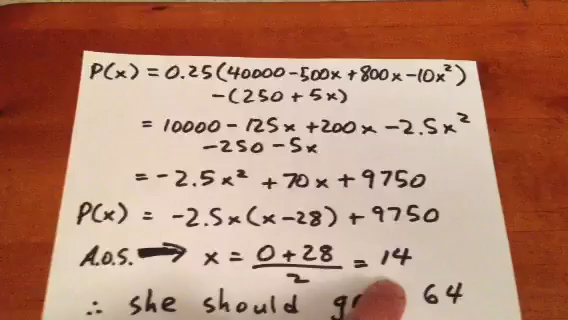 P(x) = 0.25(40000-500x+800x-10x²)
-(250 + 5x)
= 10000 - 125x + 200x - 2.5x²
-250 - 5x
= -2.5x² + 70x + 9750
P(x) = -2.5x(x-28) + 9750
A.O.S. → x = (0 + 28)/2 = 14
∴ she should 64